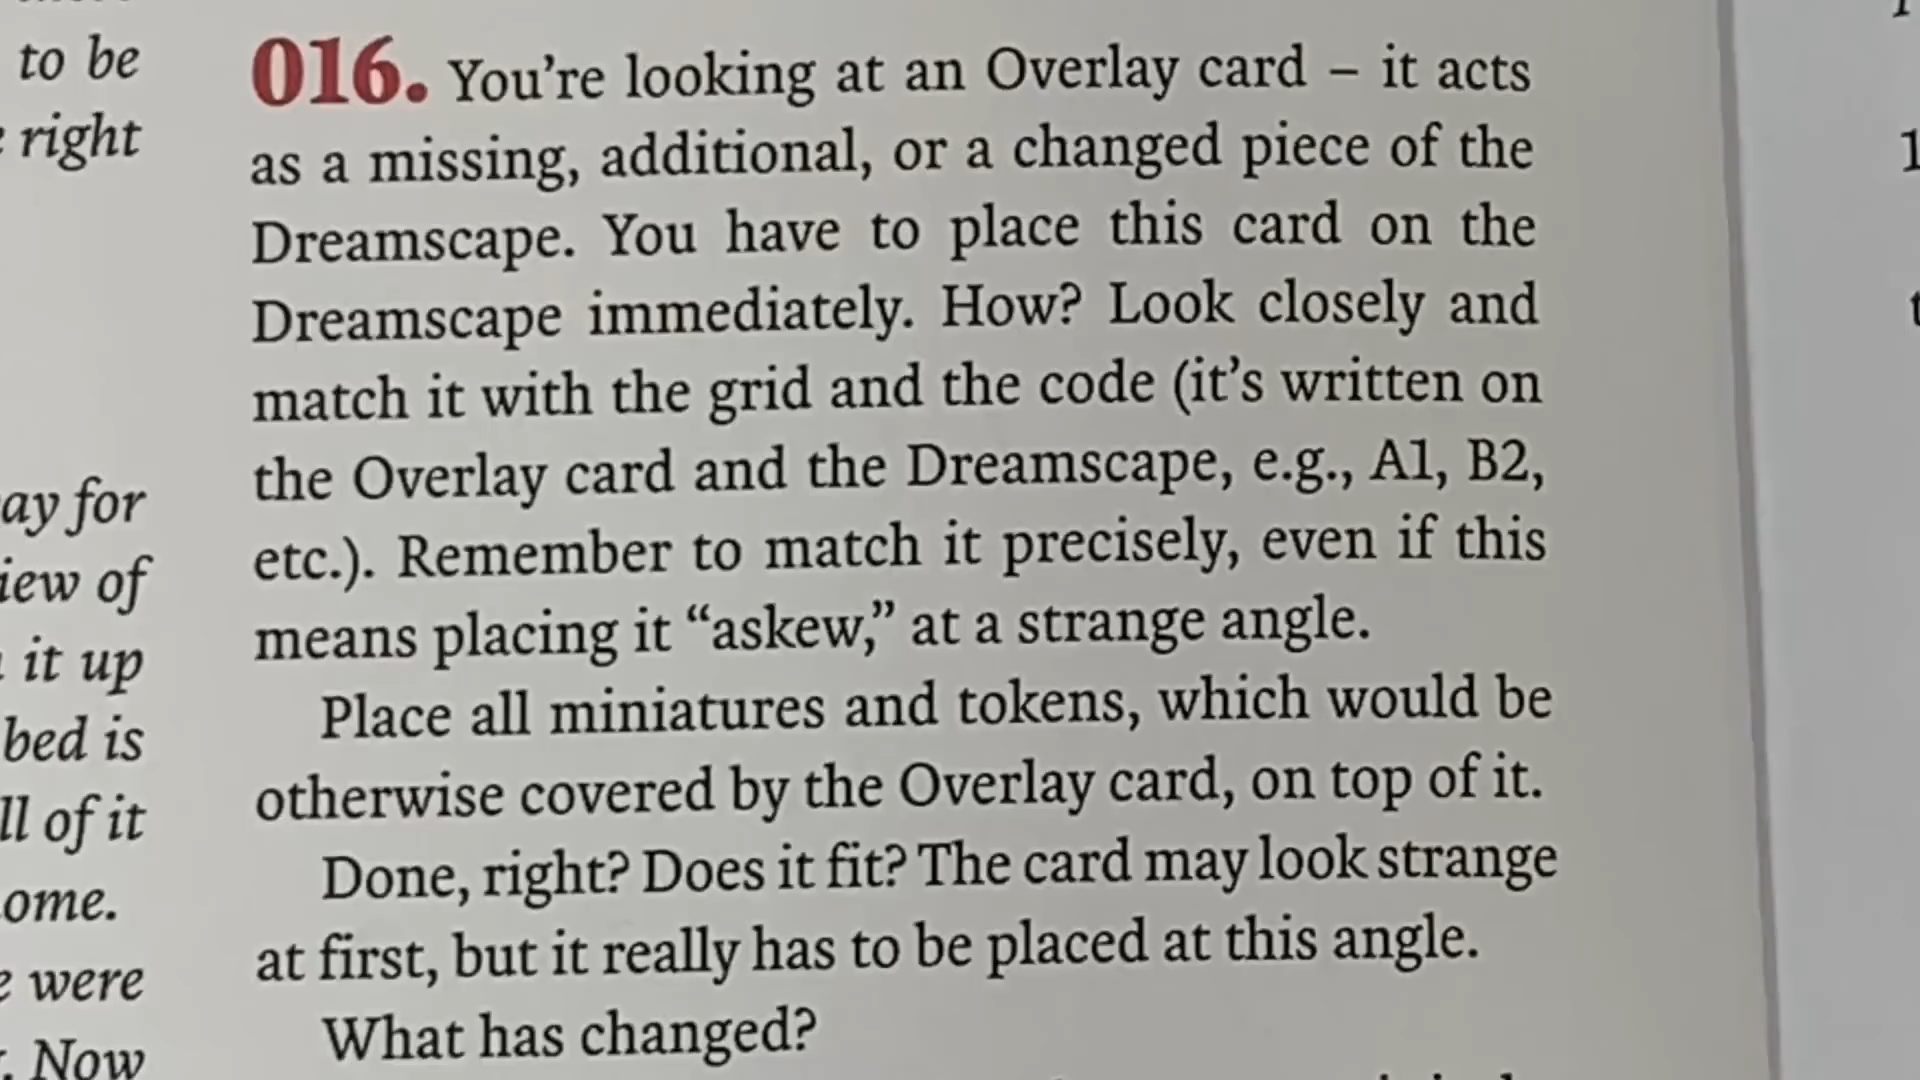 to be
right
ay for
iew of
it up
bed is
ll of it
ome.
were
. Now
016. You're looking at an Overlay card – it acts
as a missing, additional, or a changed piece of the
Dreamscape. You have to place this card on the
Dreamscape immediately. How? Look closely and
match it with the grid and the code (it's written on
the Overlay card and the Dreamscape, e.g., A1, B2,
etc.). Remember to match it precisely, even if this
means placing it “askew,” at a strange angle.
Place all miniatures and tokens, which would be
otherwise covered by the Overlay card, on top of it.
Done, right? Does it fit? The card may look strange
at first, but it really has to be placed at this angle.
What has changed?